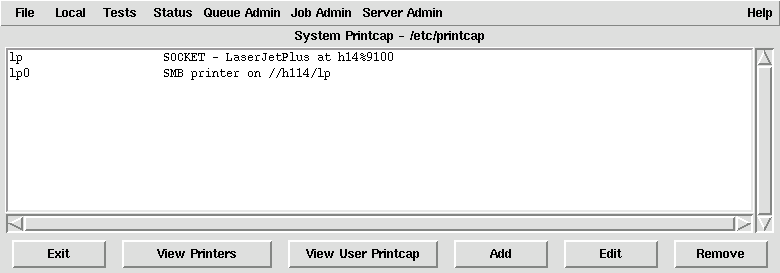 File Local Tests Status Queue Admin Job Admin Server Admin Help
System Printcap - /etc/printcap
lp SOCKET - LaserJetPlus at h14%9100
lp0 SMB printer on //h114/lp
Exit View Printers View User Printcap Add Edit Remove